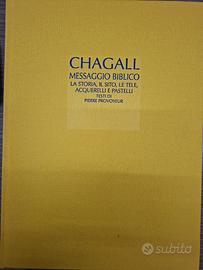 CHAGALL
MESSAGGIO BIBLICO
LA STORIA, IL SITO, LE TELE,
ACQUERELLI E PASTELLI
TESTI DI
PIERRE PROVOYEUR
subito